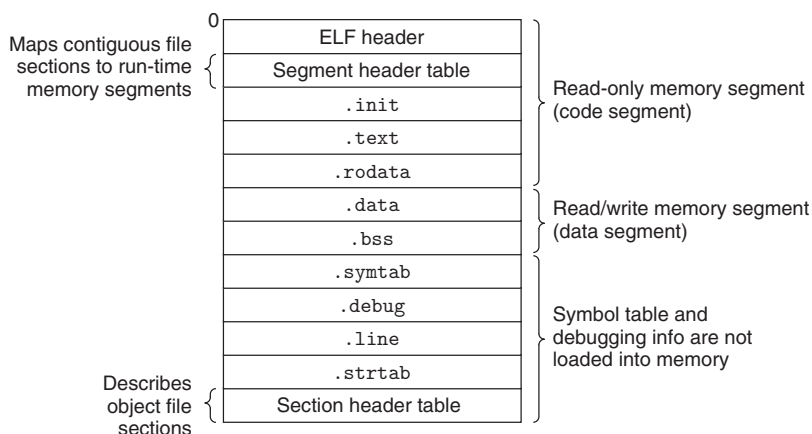 0
ELF header
Maps contiguous file
sections to run-time
memory segments
Segment header table
.init
.text
.rodata
Read-only memory segment
(code segment)
.data
.bss
Read/write memory segment
(data segment)
.symtab
.debug
.line
.strtab
Symbol table and
debugging info are not
loaded into memory
Describes
object file
sections
Section header table